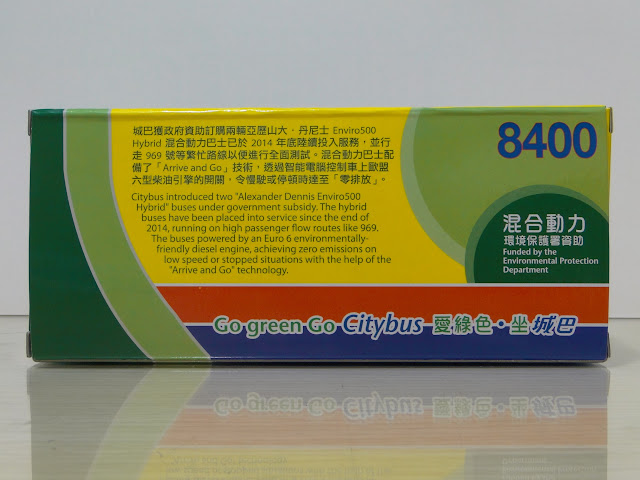 城巴獲政府資助訂購兩輛亞歷山大．丹尼士 Enviro500
Hybrid 混合動力巴士已於 2014 年底陸續投入服務，並行
走 969 號等繁忙路線以便進行全面測試。混合動力巴士配
備了「Arrive and Go」技術，透過智能電腦控制車上歐盟
六型柴油引擎的開關，令慢駛或停頓時達至「零排放」。
Citybus introduced two "Alexander Dennis Enviro500
Hybrid" buses under government subsidy. The hybrid
buses have been placed into service since the end of
2014, running on high passenger flow routes like 969.
The buses powered by an Euro 6 environmentally-
friendly diesel engine, achieving zero emissions on
low speed or stopped situations with the help of the
"Arrive and Go" technology.
8400
混合動力
環境保護署資助
Funded by the
Environmental Protection
Department
Go green Go Citybus 愛綠色・坐城巴